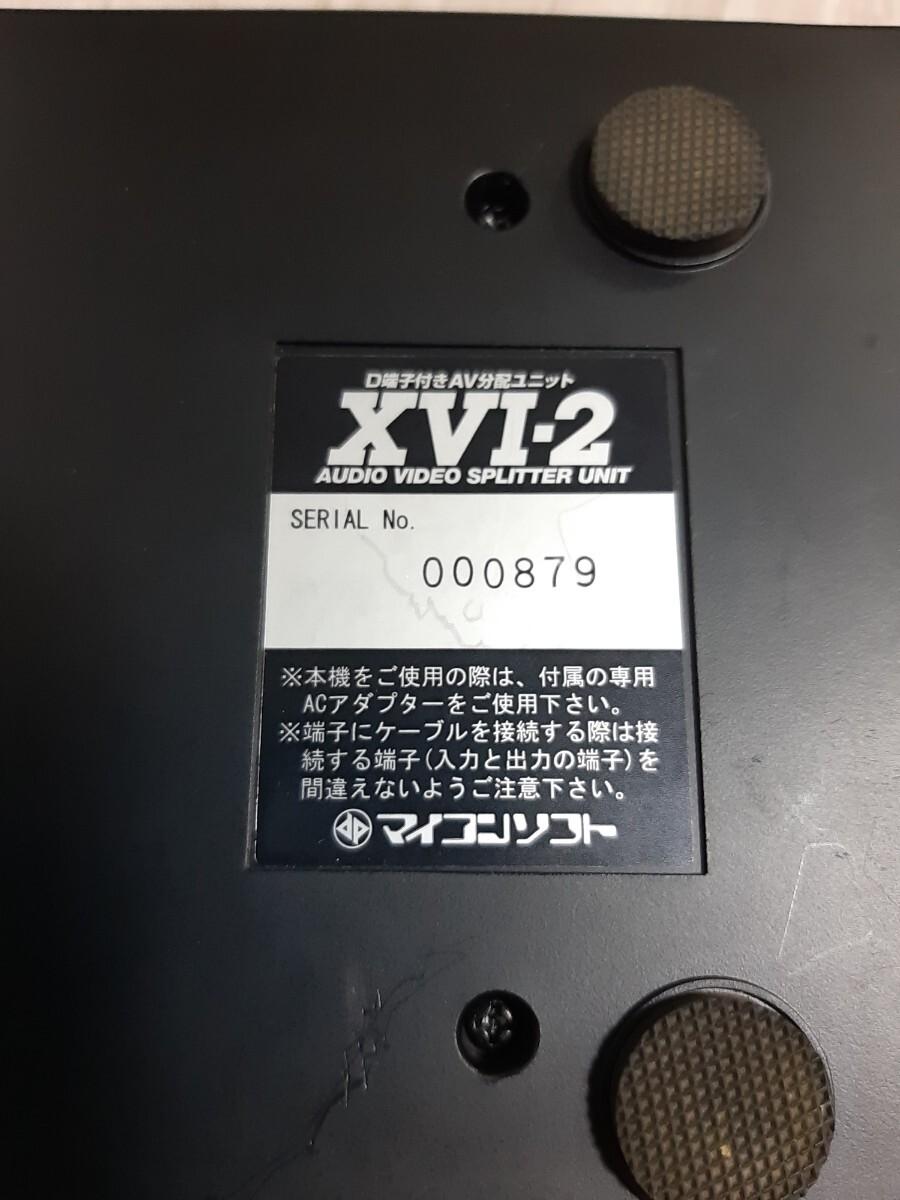 D端子付きAV分配ユニット
XVI·2
AUDIO VIDEO SPLITTER UNIT
SERIAL No.
000879
※本機をご使用の際は、付属の専用
ACアダプターをご使用下さい。
※端子にケーブルを接続する際は接
続する端子(入力と出力の端子)を
間違えないようご注意下さい。
マイコンソフト